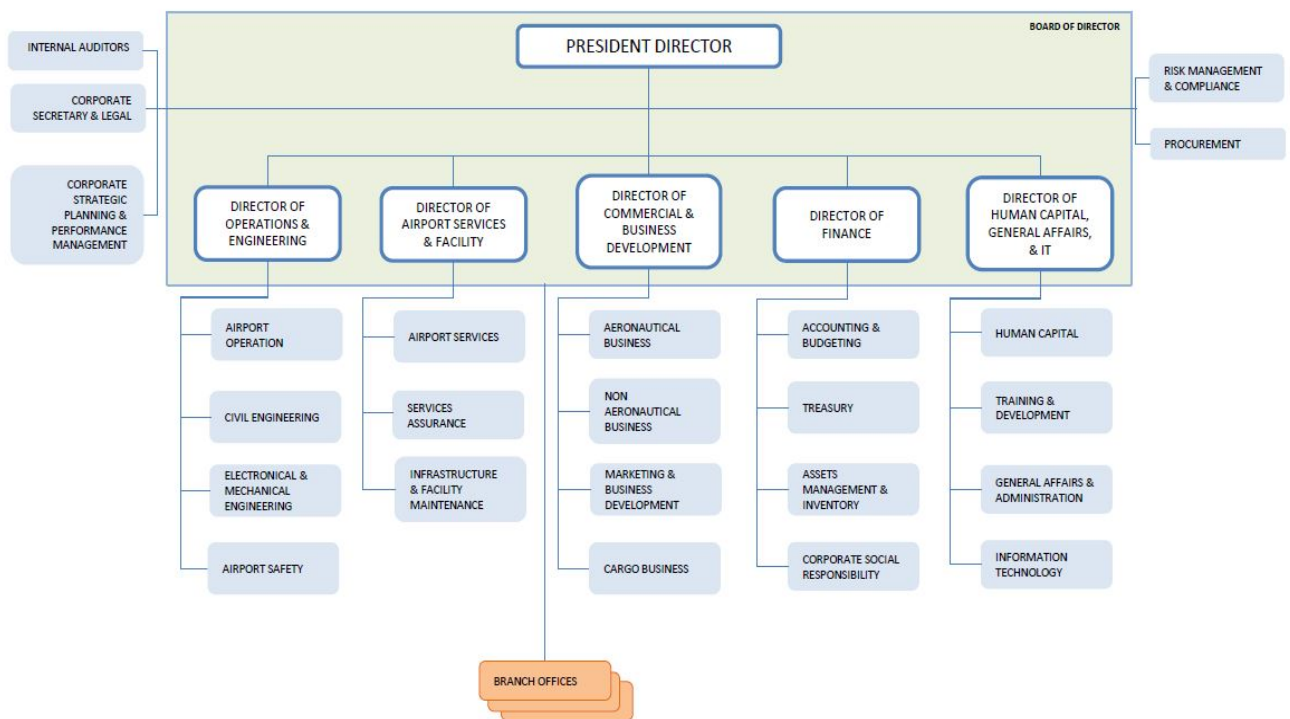 BOARD OF DIRECTOR
PRESIDENT DIRECTOR
INTERNAL AUDITORS
CORPORATE
SECRETARY & LEGAL
CORPORATE
STRATEGIC
PLANNING &
PERFORMANCE
MANAGEMENT
RISK MANAGEMENT
& COMPLIANCE
PROCUREMENT
DIRECTOR OF
OPERATIONS &
ENGINEERING
DIRECTOR OF
AIRPORT SERVICES
& FACILITY
DIRECTOR OF
COMMERCIAL &
BUSINESS
DEVELOPMENT
DIRECTOR OF
FINANCE
DIRECTOR OF
HUMAN CAPITAL,
GENERAL AFFAIRS,
& IT
AIRPORT
OPERATION
CIVIL ENGINEERING
ELECTRONICAL &
MECHANICAL
ENGINEERING
AIRPORT SAFETY
AIRPORT SERVICES
SERVICES
ASSURANCE
INFRASTRUCTURE
& FACILITY
MAINTENANCE
AERONAUTICAL
BUSINESS
NON
AERONAUTICAL
BUSINESS
MARKETING &
BUSINESS
DEVELOPMENT
CARGO BUSINESS
ACCOUNTING &
BUDGETING
TREASURY
ASSETS
MANAGEMENT &
INVENTORY
CORPORATE SOCIAL
RESPONSIBILITY
HUMAN CAPITAL
TRAINING &
DEVELOPMENT
GENERAL AFFAIRS &
ADMINISTRATION
INFORMATION
TECHNOLOGY
BRANCH OFFICES